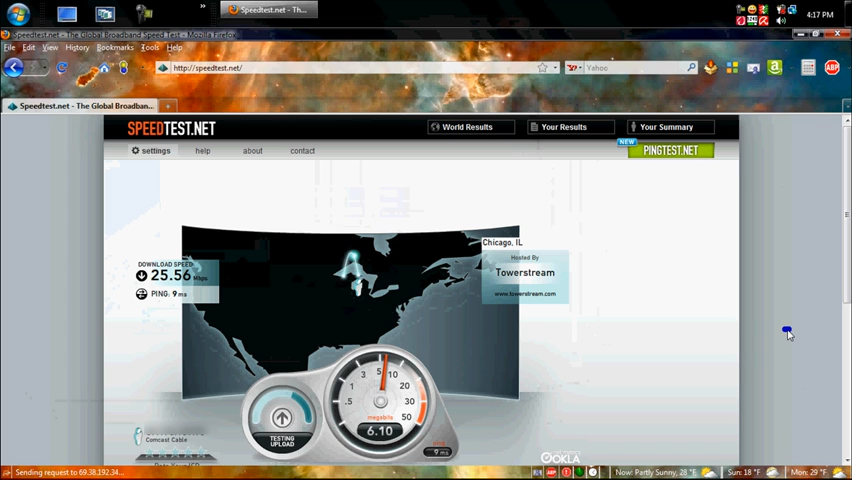 Speedtest.net - Th...
4:17 PM
Speedtest.net - The Global Broadband Speed Test - Mozilla Firefox
File Edit View History Bookmarks Tools Help
http://speedtest.net/
Yahoo
ABP
Speedtest.net - The Global Broadban...
SPEEDTEST.NET
World Results
Your Results
Your Summary
settings
help
about
contact
NEW
PINGTEST.NET
Chicago, IL
Hosted By
Towerstream
www.towerstream.com
DOWNLOAD SPEED
25.56 Mbps
PING: 9 ms
.5
1
3
5
10
20
30
50
megabits
6.10
TESTING
UPLOAD
9 ms
Comcast Cable
OOKLA
Sending request to 69.38.192.34...
Now: Partly Sunny, 28 °F
Sun: 18 °F
Mon: 29 °F